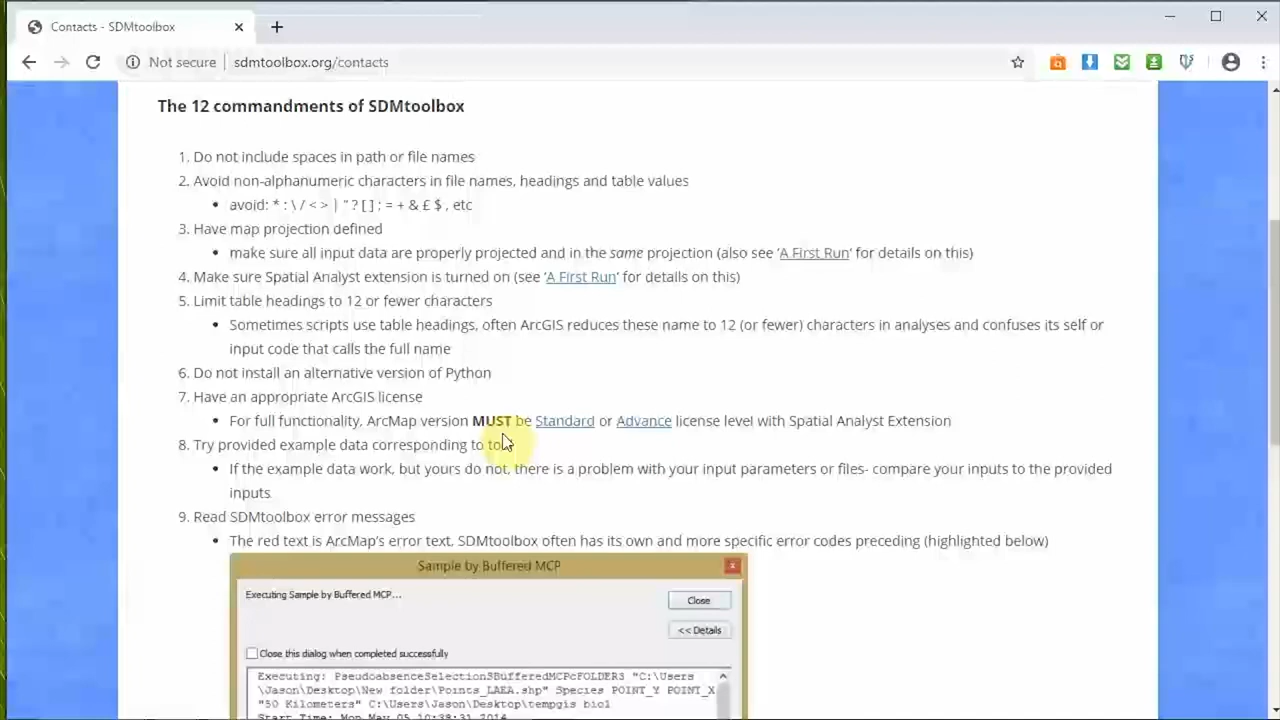 Contacts - SDMtoolbox
Not secure
sdmtoolbox.org/contacts
The 12 commandments of SDMtoolbox
1. Do not include spaces in path or file names
2. Avoid non-alphanumeric characters in file names, headings and table values
• avoid: * : \ / < > | " ? [ ] ; = + & £ $ , etc
3. Have map projection defined
• make sure all input data are properly projected and in the same projection (also see ‘A First Run‘ for details on this)
4. Make sure Spatial Analyst extension is turned on (see ‘A First Run‘ for details on this)
5. Limit table headings to 12 or fewer characters
• Sometimes scripts use table headings, often ArcGIS reduces these name to 12 (or fewer) characters in analyses and confuses its self or
input code that calls the full name
6. Do not install an alternative version of Python
7. Have an appropriate ArcGIS license
• For full functionality, ArcMap version MUST be Standard or Advance license level with Spatial Analyst Extension
8. Try provided example data corresponding to
• If the example data work, but yours do not, there is a problem with your input parameters or files- compare your inputs to the provided
inputs.
9. Read SDMtoolbox error messages
• The red text is ArcMap's error text. SDMtoolbox often has its own and more specific error codes preceding (highlighted below)
Sample by Buffered MCP
Executing Sample by Buffered MCP...
Close
<< Details
Close this dialog when completed successfully
Executing: PseudoabsenceSelectionSBufferedMCPcFOLDERS "C:\Users
\Jason\Desktop\New folder\Points_LAEA.shp" Species POINT_Y POINT_X
"50 Kilometers" C:\Users\Jason\Desktop\tempgis bio1
Start Time: Mon May 05 10:38:31 2014